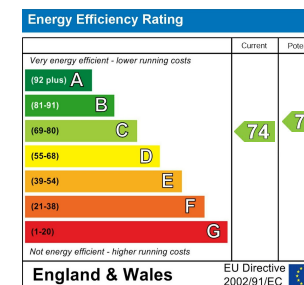 Energy Efficiency Rating
Current
Very energy efficient - lower running costs
(92 plus) A
(81-91) B
(69-80) C
74
(55-68) D
(39-54) E
(21-38) F
(1-20) G
Not energy efficient - higher running costs
England & Wales
EU Directive
2002/91/EC